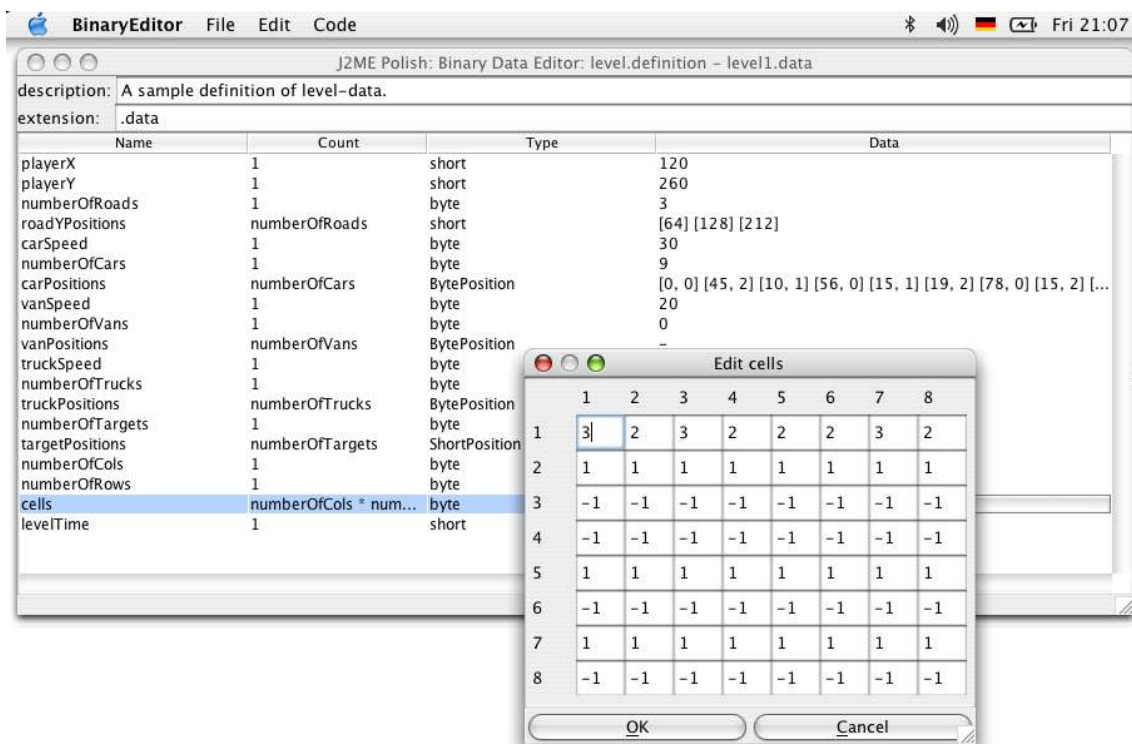 BinaryEditor File Edit Code Fri 21:07
J2ME Polish: Binary Data Editor: level.definition – level1.data
description: A sample definition of level-data.
extension: .data
Name Count Type Data
playerX 1 short 120
playerY 1 short 260
numberOfRoads 1 byte 3
roadYPositions numberOfRoads short [64] [128] [212]
carSpeed 1 byte 30
numberOfCars 1 byte 9
carPositions numberOfCars BytePosition [0, 0] [45, 2] [10, 1] [56, 0] [15, 1] [19, 2] [78, 0] [15, 2] [...
vanSpeed 1 byte 20
numberOfVans 1 byte 0
vanPositions numberOfVans BytePosition –
truckSpeed 1 byte
numberOfTrucks 1 byte
truckPositions numberOfTrucks BytePosition
numberOfTargets 1 byte
targetPositions numberOfTargets ShortPosition
numberOfCols 1 byte
numberOfRows 1 byte
cells numberOfCols * num... byte
levelTime 1 short
Edit cells
1 2 3 4 5 6 7 8
1 3 2 3 2 2 2 3 2
2 1 1 1 1 1 1 1 1
3 -1 -1 -1 -1 -1 -1 -1 -1
4 -1 -1 -1 -1 -1 -1 -1 -1
5 1 1 1 1 1 1 1 1
6 -1 -1 -1 -1 -1 -1 -1 -1
7 1 1 1 1 1 1 1 1
8 -1 -1 -1 -1 -1 -1 -1 -1
OK Cancel